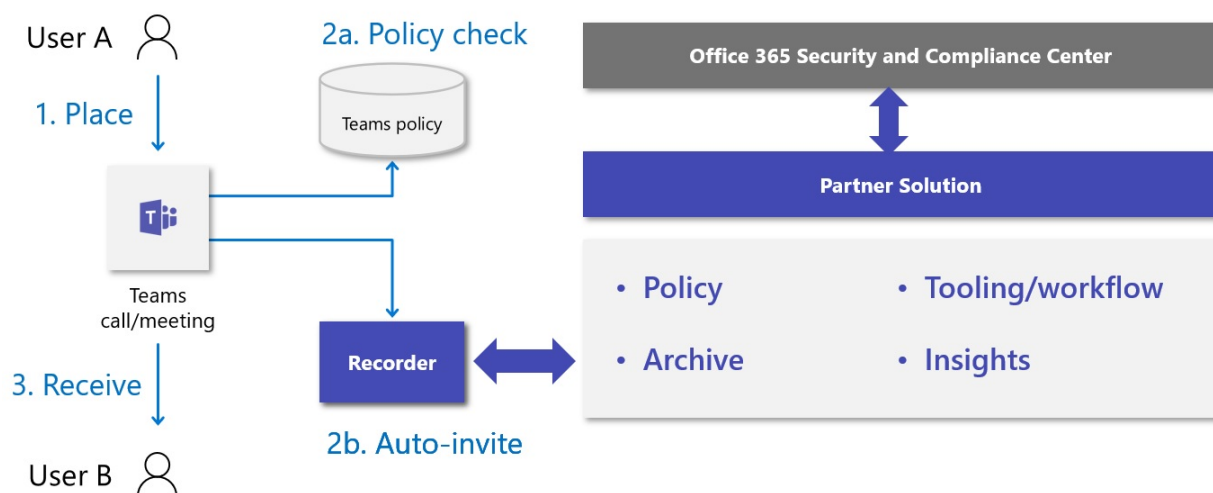 User A
1. Place
T
Teams
call/meeting
3. Receive
User B
2a. Policy check
Teams policy
Recorder
2b. Auto-invite
Office 365 Security and Compliance Center
Partner Solution
• Policy
• Tooling/workflow
• Archive
• Insights